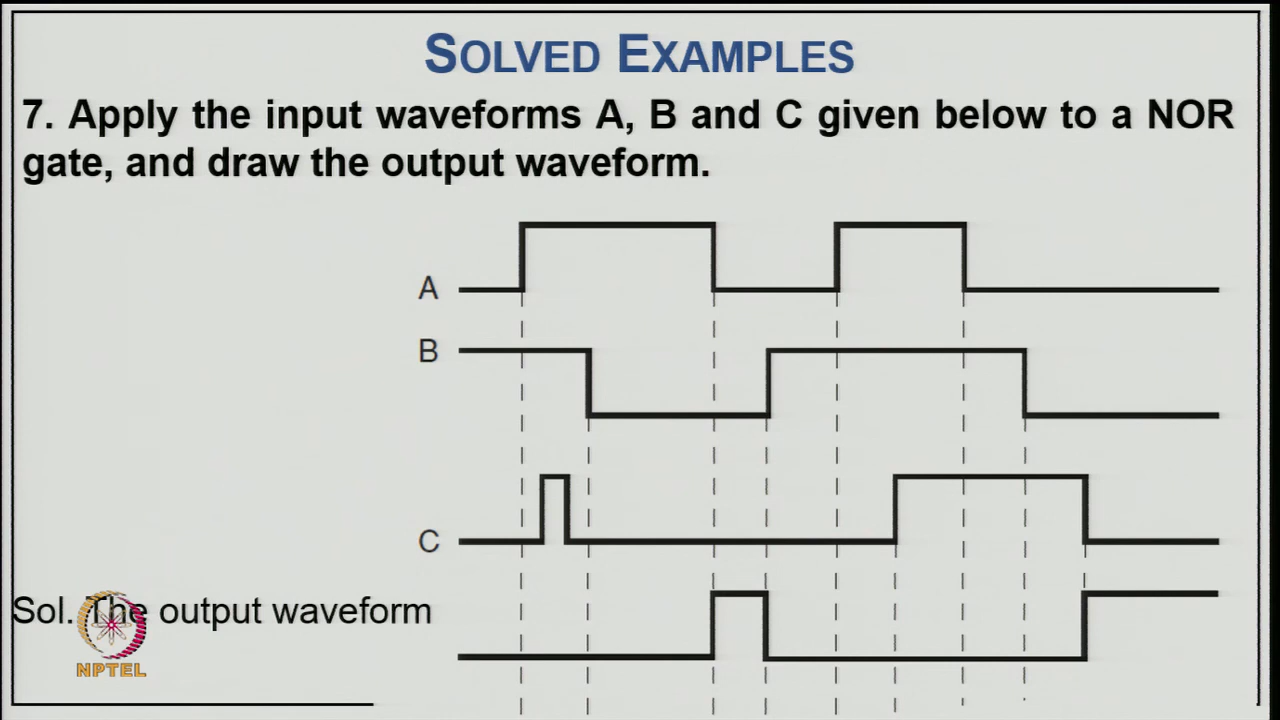 SOLVED EXAMPLES
7. Apply the input waveforms A, B and C given below to a NOR
gate, and draw the output waveform.
A
B
C
Sol. The output waveform
NPTEL